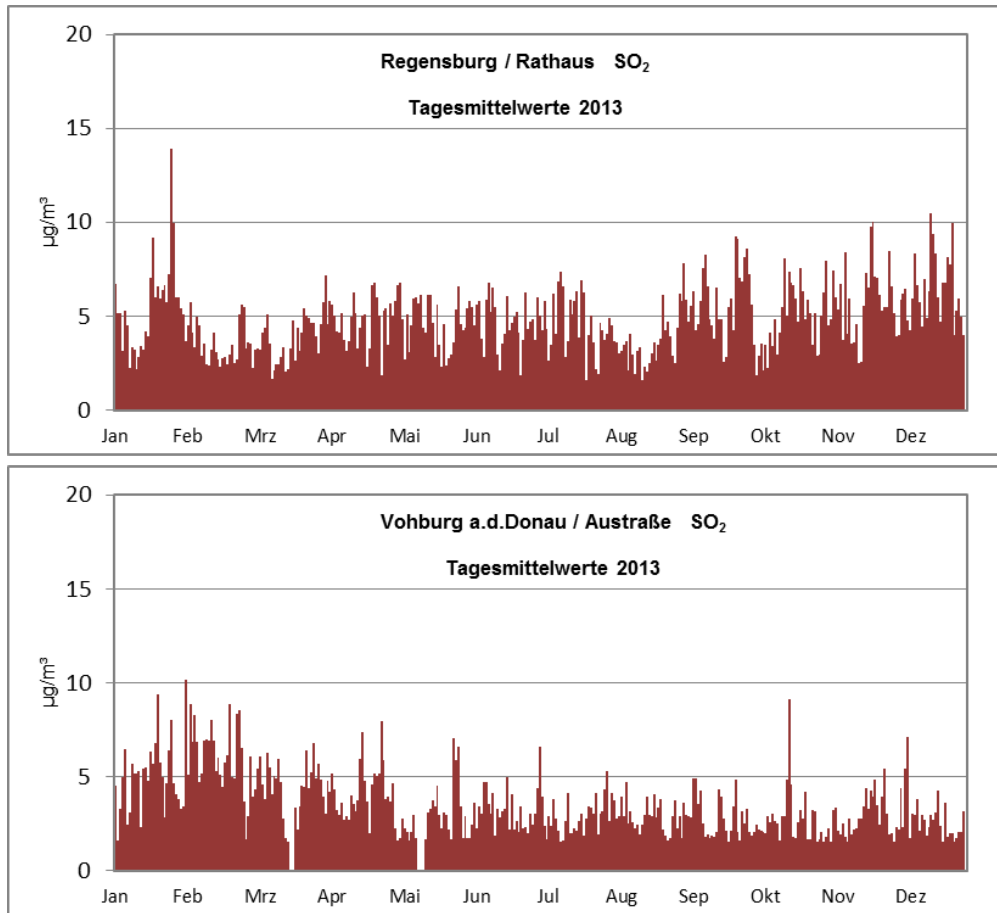 Regensburg / Rathaus SO₂
Tagesmittelwerte 2013
µg/m³
20
15
10
5
0
Jan Feb Mrz Apr Mai Jun Jul Aug Sep Okt Nov Dez
Vohburg a.d.Donau / Austraße SO₂
Tagesmittelwerte 2013
µg/m³
20
15
10
5
0
Jan Feb Mrz Apr Mai Jun Jul Aug Sep Okt Nov Dez